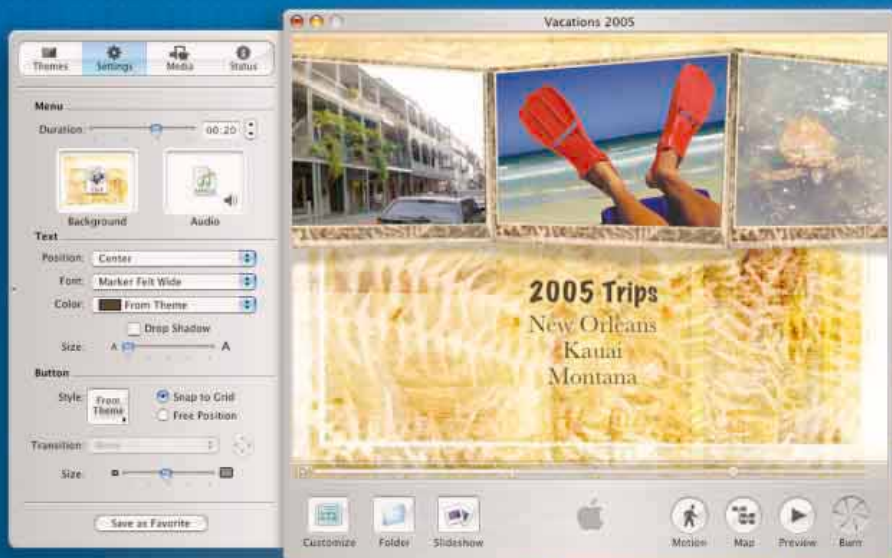 Themes
Settings
Media
Status
Menu
Duration:
00:20
Background
Audio
Text
Position: Center
Font: Marker Felt Wide
Color: From Theme
Drop Shadow
Size: A A
Button
Style: From Theme
Snap to Grid
Free Position
Transition: None
Size:
Save as Favorite
Vacations 2005
2005 Trips
New Orleans
Kauai
Montana
Customize
Folder
Slideshow
Motion
Map
Preview
Burn